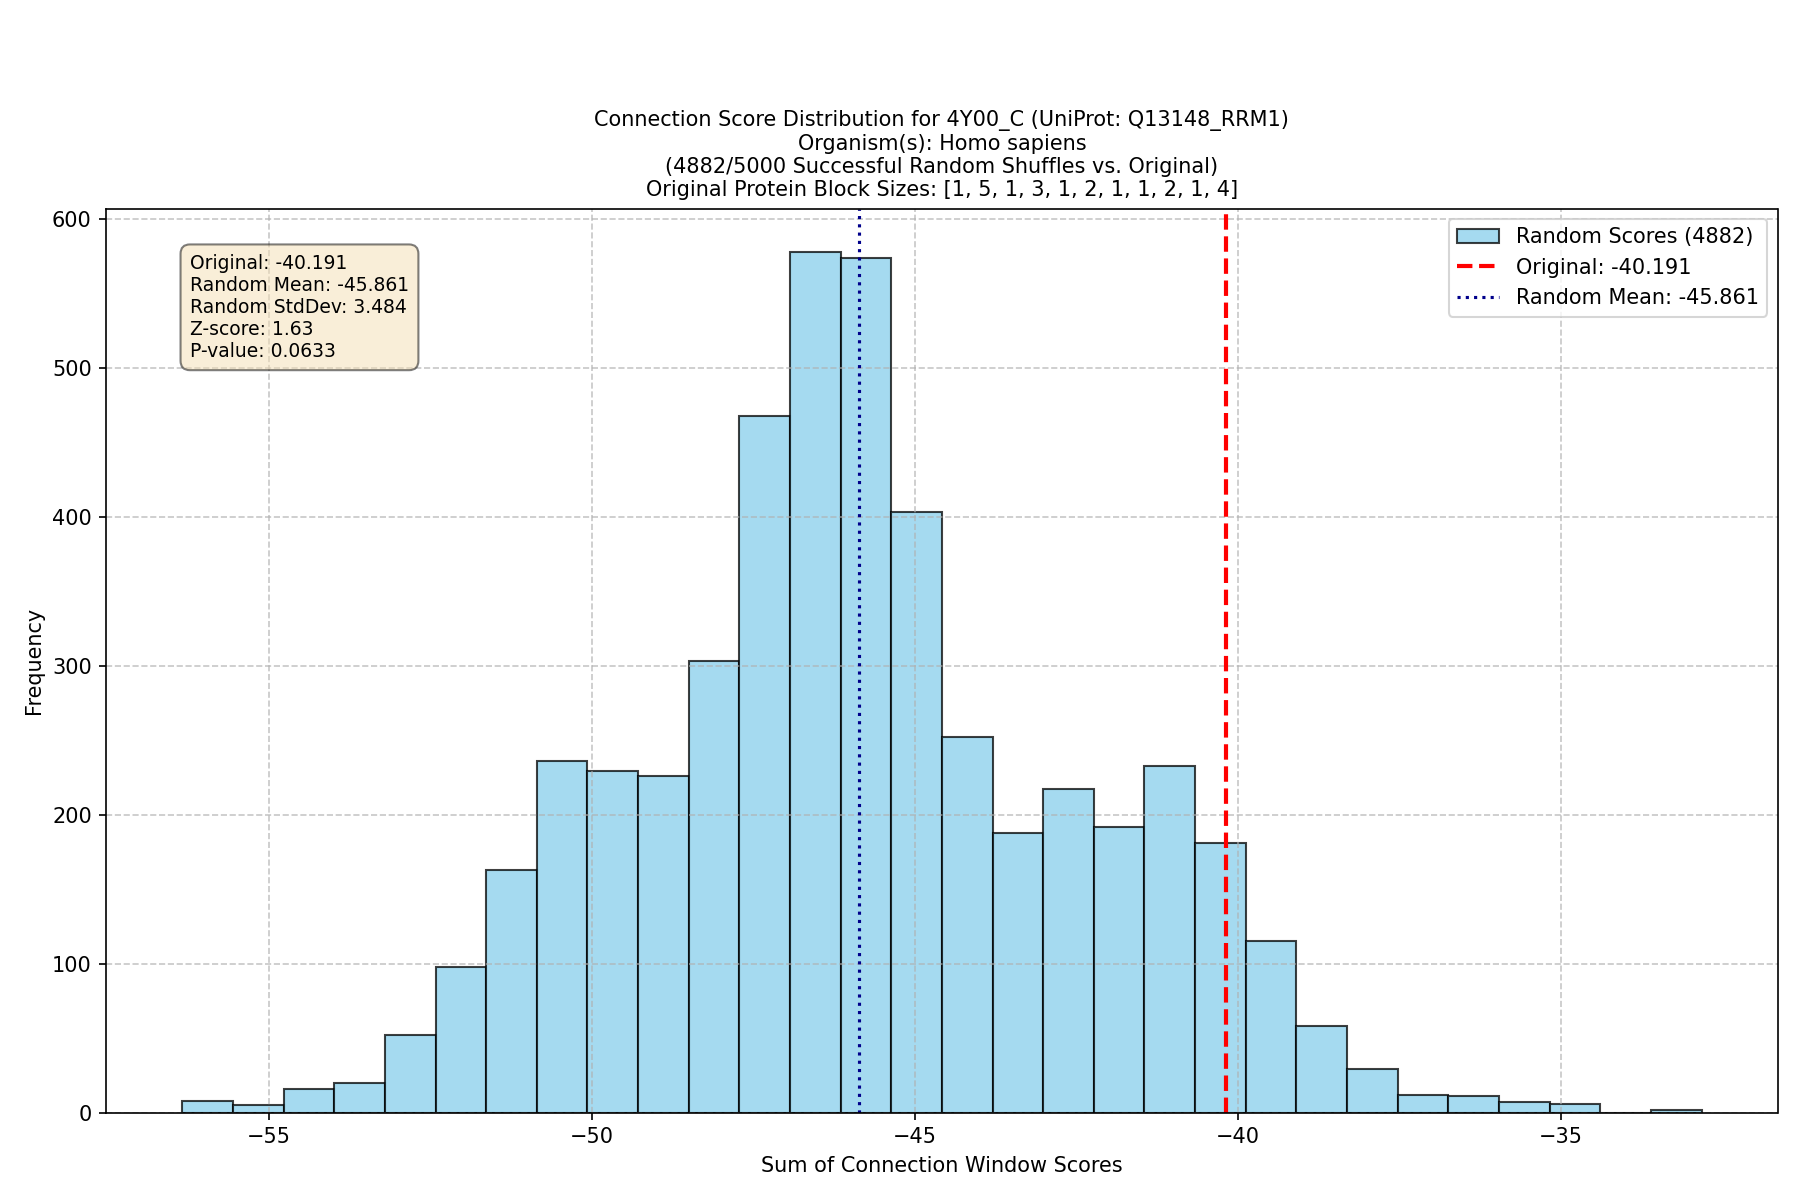 Connection Score Distribution for 4Y00_C (UniProt: Q13148_RRM1)
Organism(s): Homo sapiens
(4882/5000 Successful Random Shuffles vs. Original)
Original Protein Block Sizes: [1, 5, 1, 3, 1, 2, 1, 1, 2, 1, 4]
Original: -40.191
Random Mean: -45.861
Random StdDev: 3.484
Z-score: 1.63
P-value: 0.0633
Random Scores (4882)
Original: -40.191
Random Mean: -45.861
Frequency
600
500
400
300
200
100
0
−55
−50
−45
−40
−35
Sum of Connection Window Scores